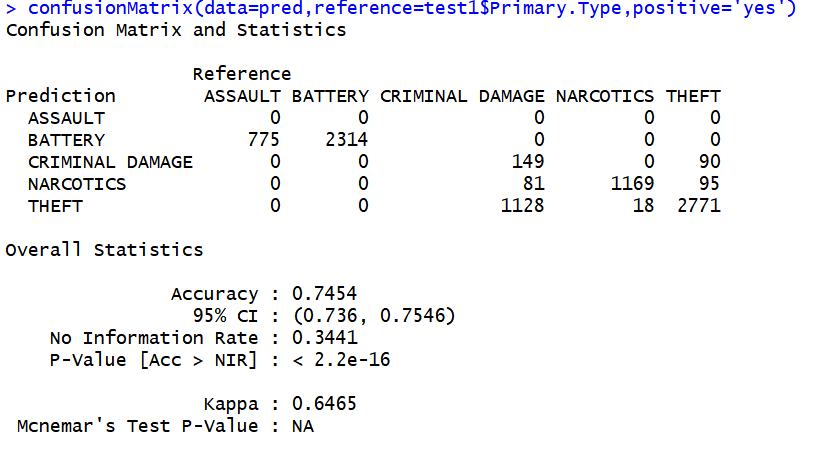 > confusionMatrix(data=pred,reference=test1$Primary.Type,positive='yes')
Confusion Matrix and Statistics
Reference
Prediction ASSAULT BATTERY CRIMINAL DAMAGE NARCOTICS THEFT
ASSAULT 0 0 0 0 0
BATTERY 775 2314 0 0 0
CRIMINAL DAMAGE 0 0 149 0 90
NARCOTICS 0 0 81 1169 95
THEFT 0 0 1128 18 2771
Overall Statistics
Accuracy : 0.7454
95% CI : (0.736, 0.7546)
No Information Rate : 0.3441
P-Value [Acc > NIR] : < 2.2e-16
Kappa : 0.6465
Mcnemar's Test P-Value : NA